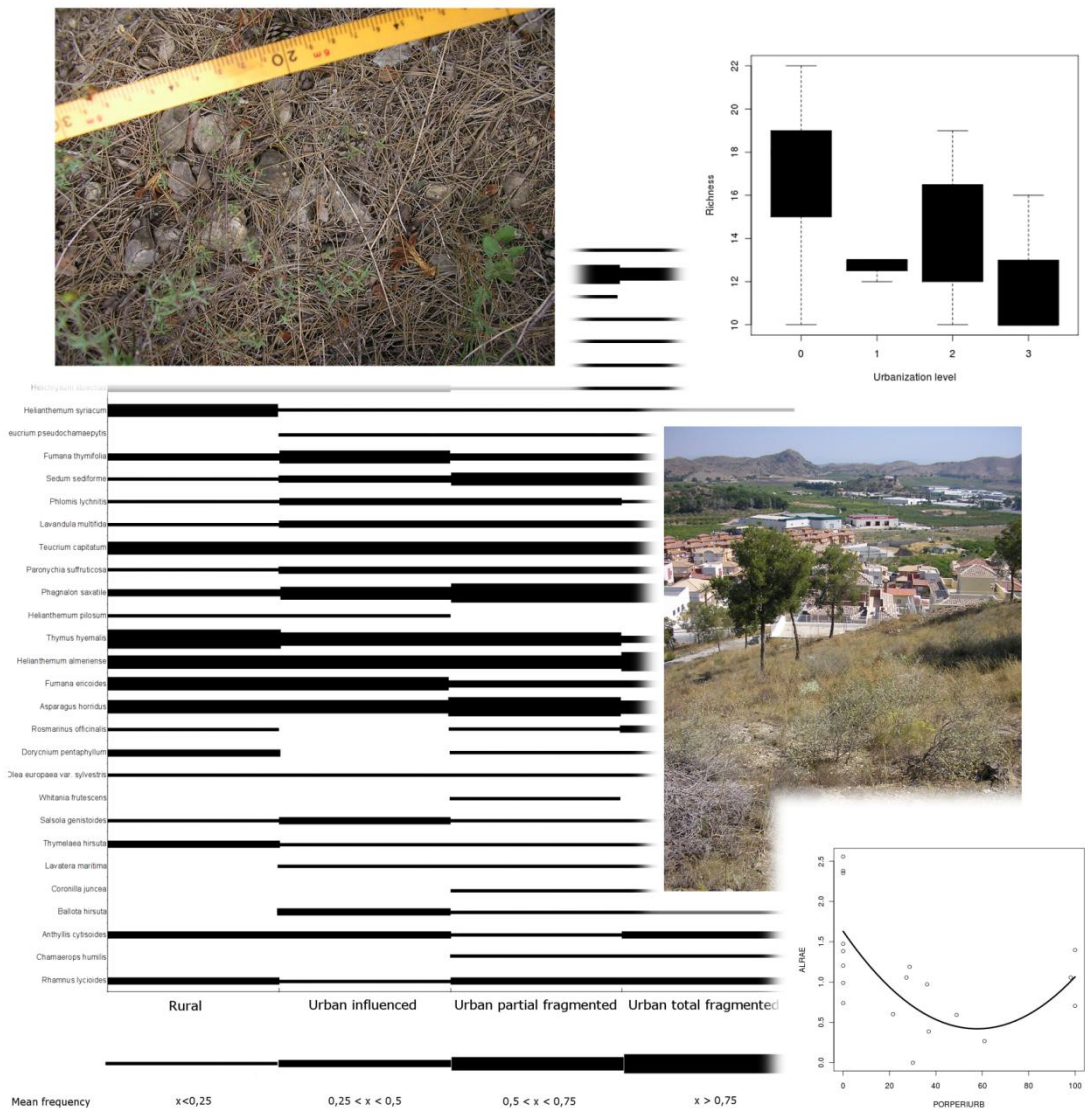 20
22
20
18
16
14
12
10
Richness
0 1 2 3
Urbanization level
Helichrysum stoechas
Helianthemum syriacum
eucrium pseudochamaepytis
Fumana thymifolia
Sedum sediforme
Phlomis lychnitis
Lavandula multifida
Teucrium capitatum
Paronychia suffruticosa
Phagnalon saxatile
Helianthemum pilosum
Thymus hyemalis
Helianthemum almeriense
Fumana ericoides
Asparagus horridus
Rosmarinus officinalis
Dorycnium pentaphyllum
Olea europaea var. sylvestris
Whitania frutescens
Salsola genistoides
Thymelaea hirsuta
Lavatera maritima
Coronilla juncea
Ballota hirsuta
Anthyllis cytisoides
Chamaerops humilis
Rhamnus lycioides
Rural Urban influenced Urban partial fragmented Urban total fragmented
Mean frequency x<0,25 0,25 < x < 0,5 0,5 < x < 0,75 x > 0,75
2.5
2.0
1.5
1.0
0.5
0.0
ALRAE
0 20 40 60 80 100
PORPERIURB